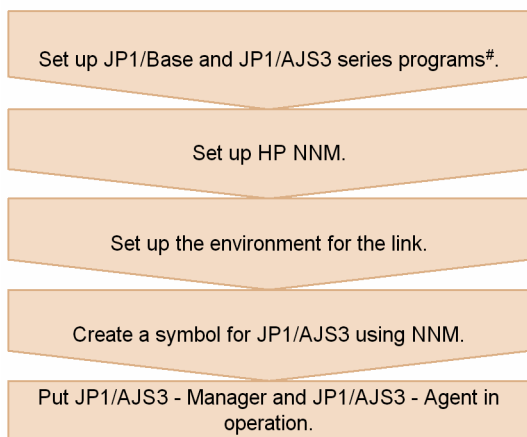 Set up JP1/Base and JP1/AJS3 series programs#.
Set up HP NNM.
Set up the environment for the link.
Create a symbol for JP1/AJS3 using NNM.
Put JP1/AJS3 - Manager and JP1/AJS3 - Agent in
operation.